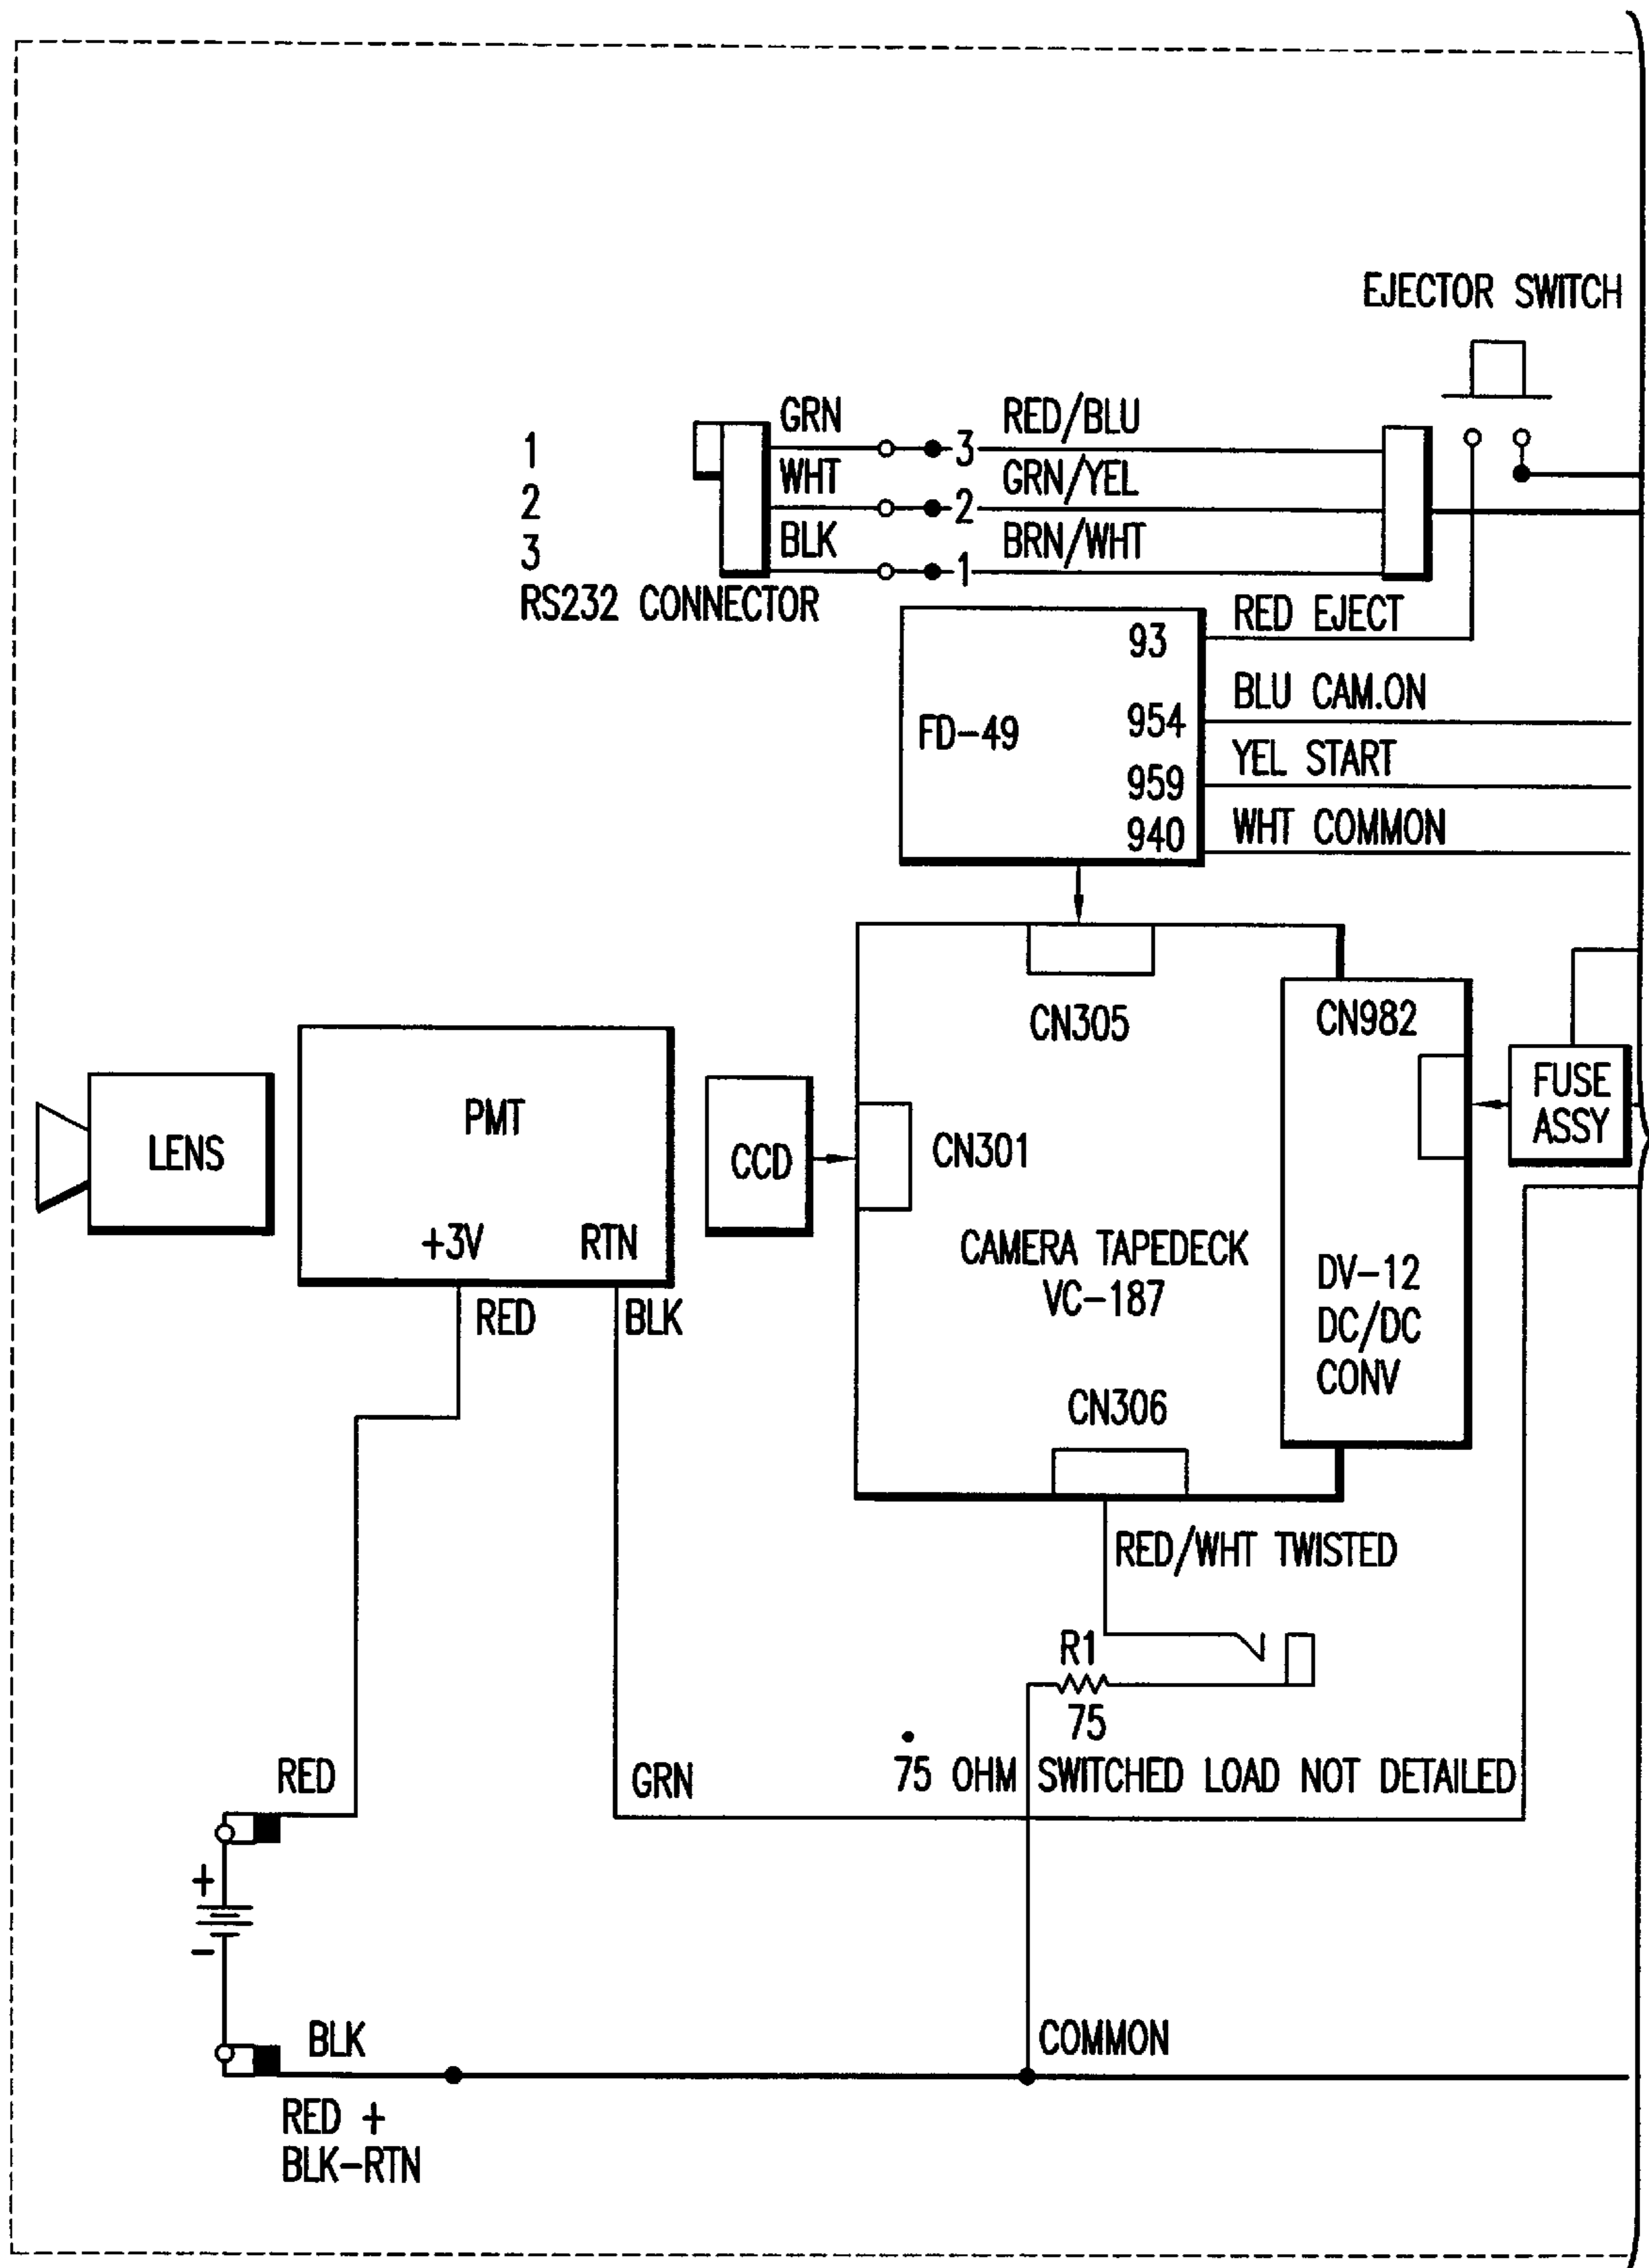 EJECTOR SWITCH
GRN
RED/BLU
1
3
WHT
GRN/YEL
2
2
BLK
BRN/WHT
3
1
RS232 CONNECTOR
93
RED EJECT
FD-49
954
BLU CAM.ON
959
YEL START
940
WHT COMMON
CN305
CN982
LENS
PMT
+3V
RTN
CCD
CN301
FUSE
ASSY
CAMERA TAPEDECK
VC-187
DV-12
DC/DC
CONV
RED
BLK
CN306
RED/WHT TWISTED
R1
75
75 OHM SWITCHED LOAD NOT DETAILED
RED
GRN
+
-
BLK
COMMON
RED +
BLK-RTN